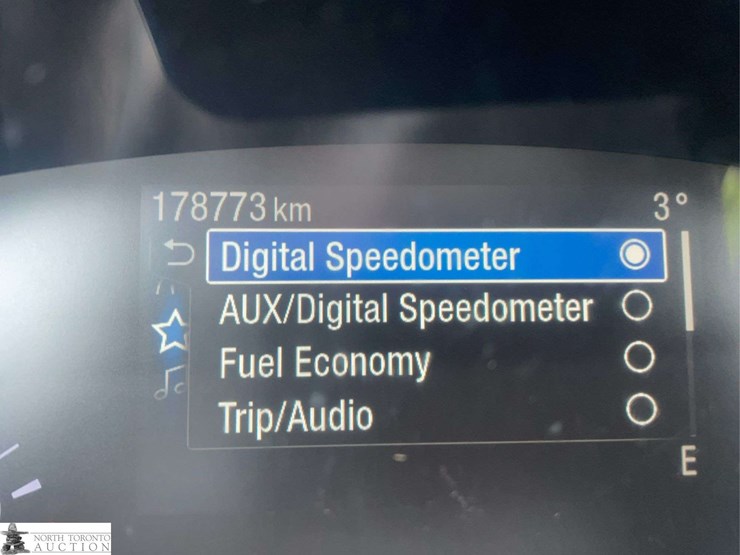 178773 km 3°
Digital Speedometer
AUX/Digital Speedometer
Fuel Economy
Trip/Audio
E
NORTH TORONTO
AUCTION